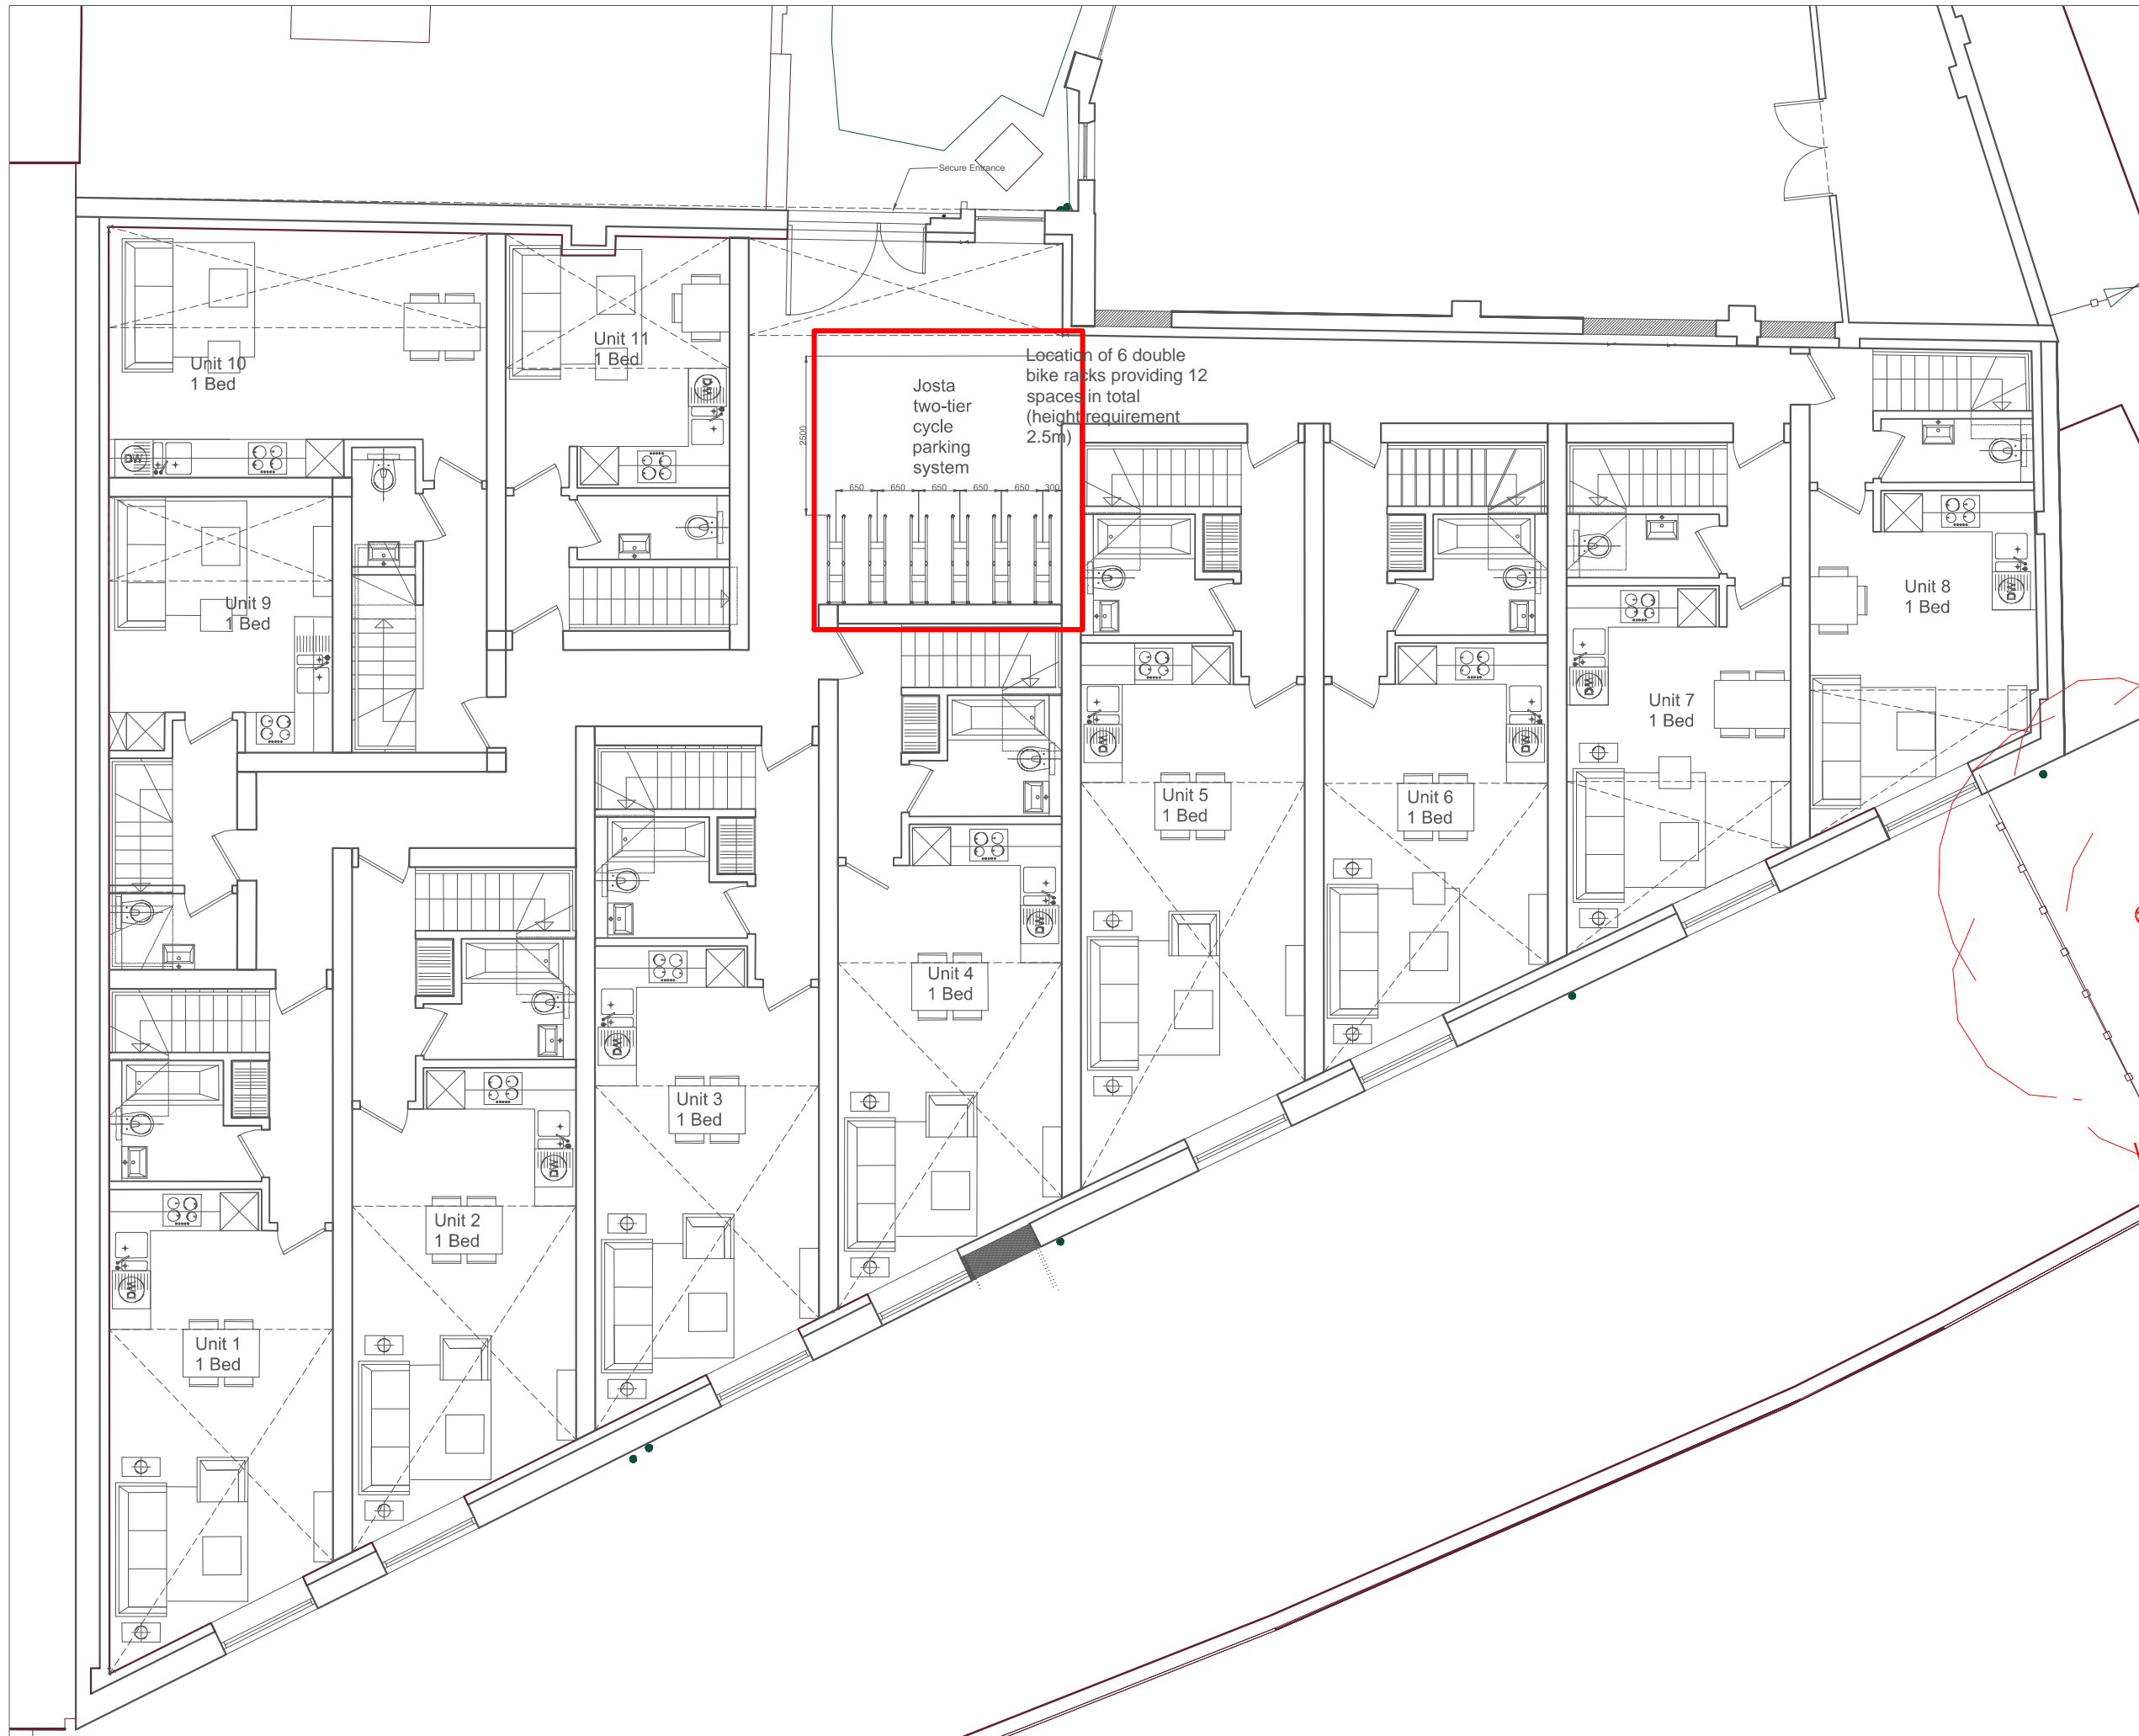 Secure Entrance
Unit 10
1 Bed
Unit 11
1 Bed
Location of 6 double
bike racks providing 12
spaces in total
(height requirement
2.5m)
Josta
two-tier
cycle
parking
system
2500
650
650
650
650
650
300
DW
DW
Unit 9
1 Bed
Unit 8
1 Bed
DW
Unit 7
1 Bed
DW
Unit 5
1 Bed
DW
Unit 6
1 Bed
DW
Unit 4
1 Bed
DW
Unit 3
1 Bed
DW
Unit 2
1 Bed
DW
Unit 1
1 Bed
DW